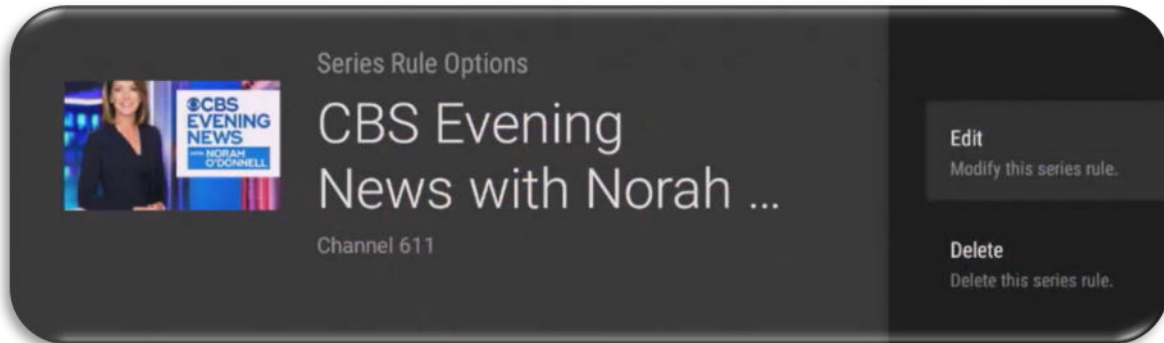 Series Rule Options
CBS Evening
News with Norah ...
Channel 611
CBS
EVENING
NEWS
WITH NORAH
O'DONNELL
Edit
Modify this series rule.
Delete
Delete this series rule.